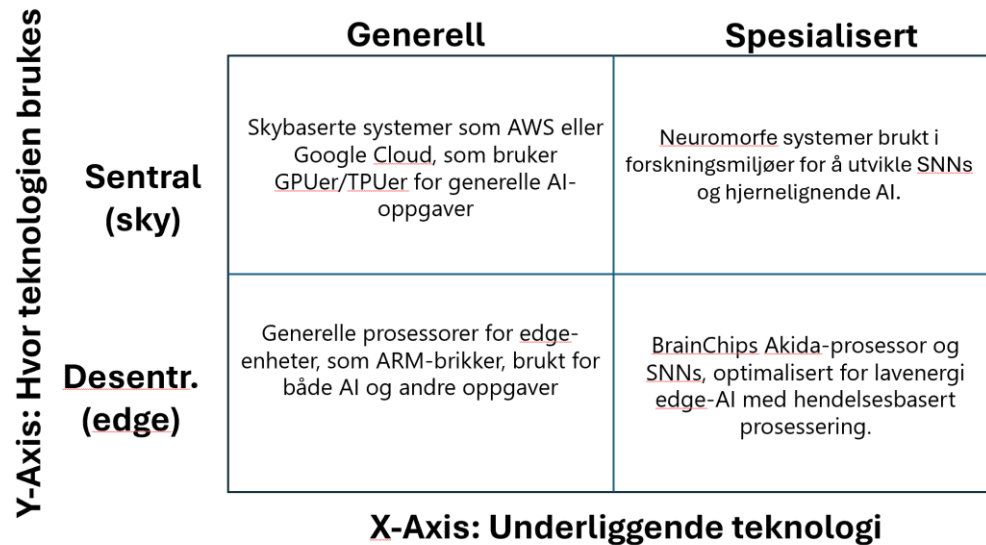 Generell
Spesialisert
Y-Axis: Hvor teknologien brukes
Sentral
(sky)
Skybaserte systemer som AWS eller
Google Cloud, som bruker
GPUer/TPUer for generelle AI-
oppgaver
Neuromorfe systemer brukt i
forskningsmiljøer for å utvikle SNNs
og hjernelignende AI.
Desentr.
(edge)
Generelle prosessorer for edge-
enheter, som ARM-brikker, brukt for
både AI og andre oppgaver
BrainChips Akida-prosessor og
SNNs, optimalisert for lavenergi
edge-AI med hendelsesbasert
prosessering.
X-Axis: Underliggende teknologi